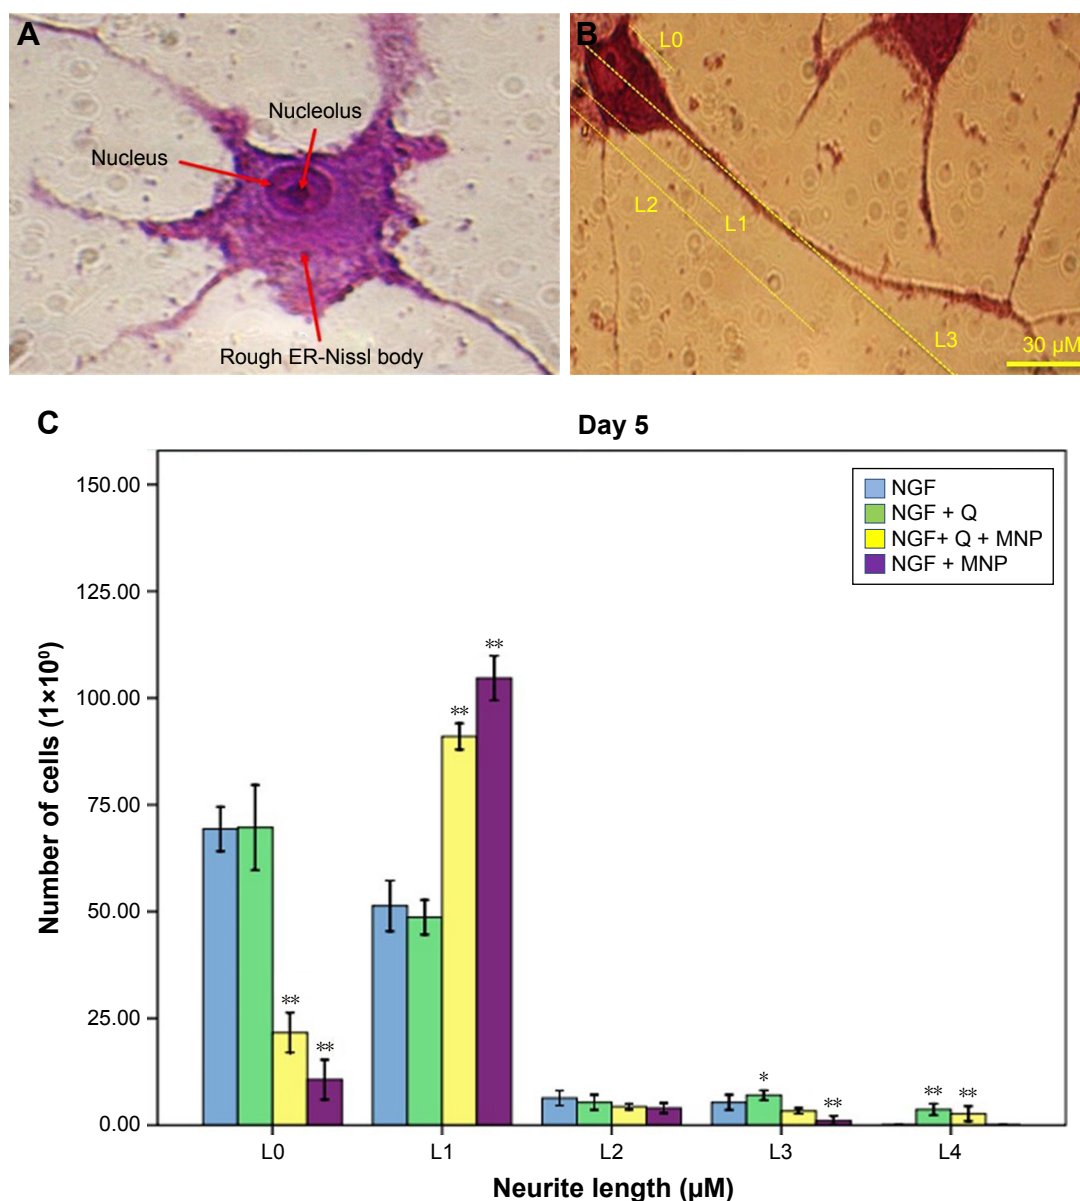 A
Nucleolus
Nucleus
Rough ER-Nissl body
B
L0
L1
L2
L3
30 µM
C
Day 5
150.00
125.00
100.00
75.00
50.00
25.00
0.00
Number of cells (1×10⁰)
NGF
NGF + Q
NGF+ Q + MNP
NGF + MNP
**
**
**
**
*
**
**
**
L0
L1
L2
L3
L4
Neurite length (µM)